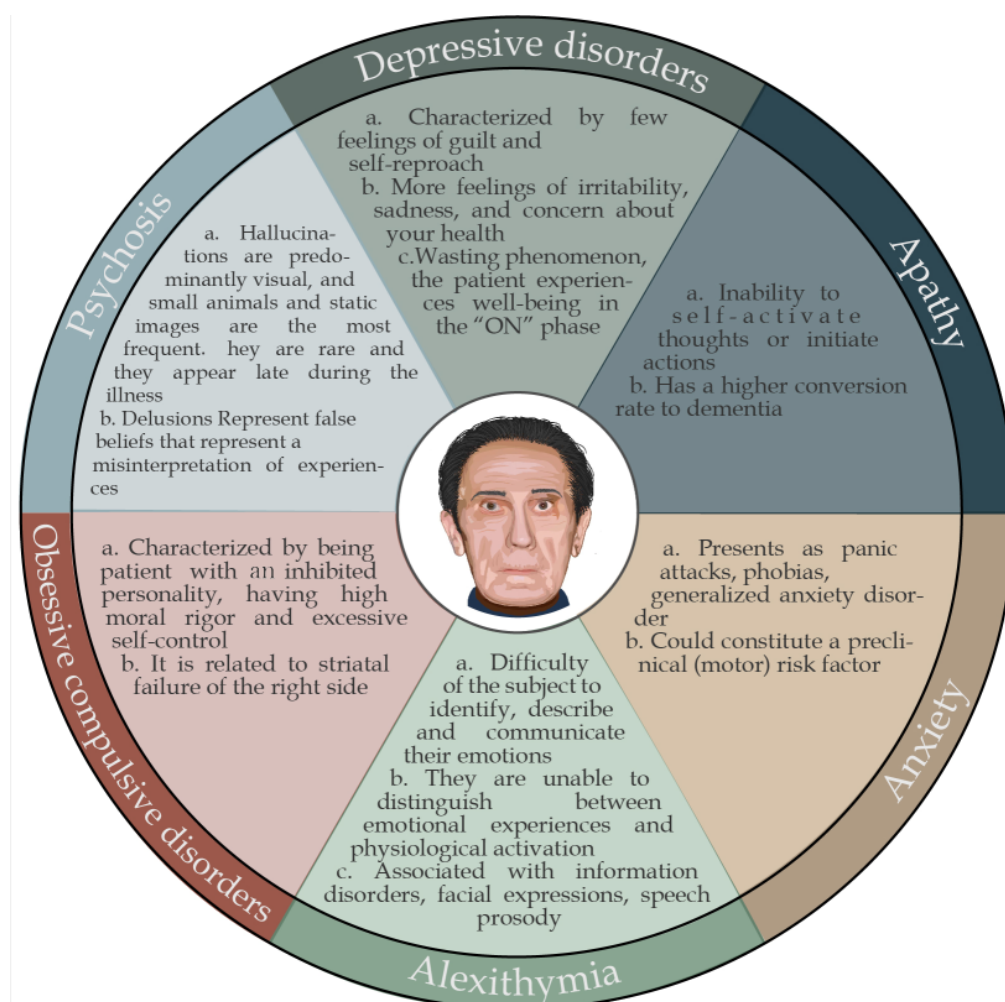 Depressive disorders
a. Characterized by few
feelings of guilt and
self-reproach
b. More feelings of irritability,
sadness, and concern about
your health
c.Wasting phenomenon,
the patient experien-
ces well-being in
the “ON” phase
Apathy
a. Inability to
self-activate
thoughts or initiate
actions
b. Has a higher conversion
rate to dementia
Anxiety
a. Presents as panic
attacks, phobias,
generalized anxiety disor-
der
b. Could constitute a precli-
nical (motor) risk factor
Alexithymia
a. Difficulty
of the subject to
identify, describe
and communicate
their emotions
b. They are unable to
distinguish between
emotional experiences and
physiological activation
c. Associated with information
disorders, facial expressions, speech
prosody
Obsessive compulsive disorders
a. Characterized by being
patient with an inhibited
personality, having high
moral rigor and excessive
self-control
b. It is related to striatal
failure of the right side
Psychosis
a. Hallucina-
tions are predo-
minantly visual, and
small animals and static
images are the most
frequent. hey are rare and
they appear late during the
illness
b. Delusions Represent false
beliefs that represent a
misinterpretation of experien-
ces